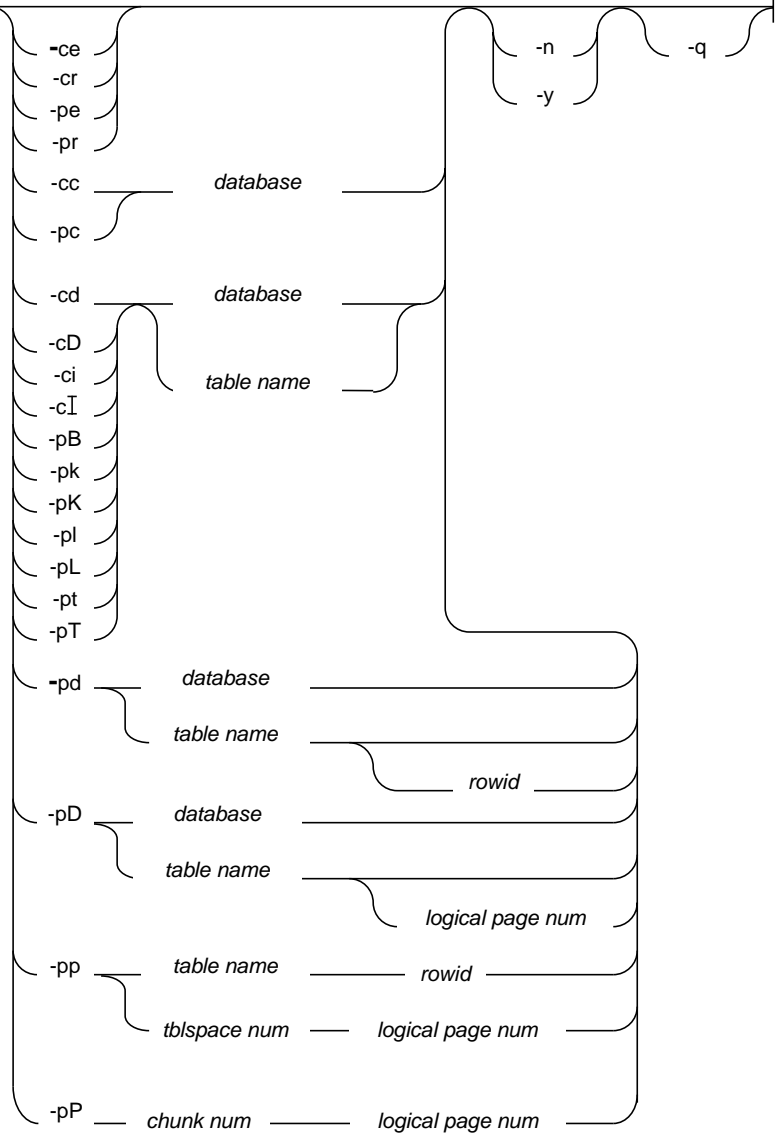 -ce -n -q
-cr
-y
-pe
-pr
-cc database
-pc
-cd database
-cD
-ci table name
-cI
-pB
-pk
-pK
-pl
-pL
-pt
-pT
-pd database
table name
rowid
-pD database
table name
logical page num
-pp table name rowid
tblspace num logical page num
-pP chunk num logical page num